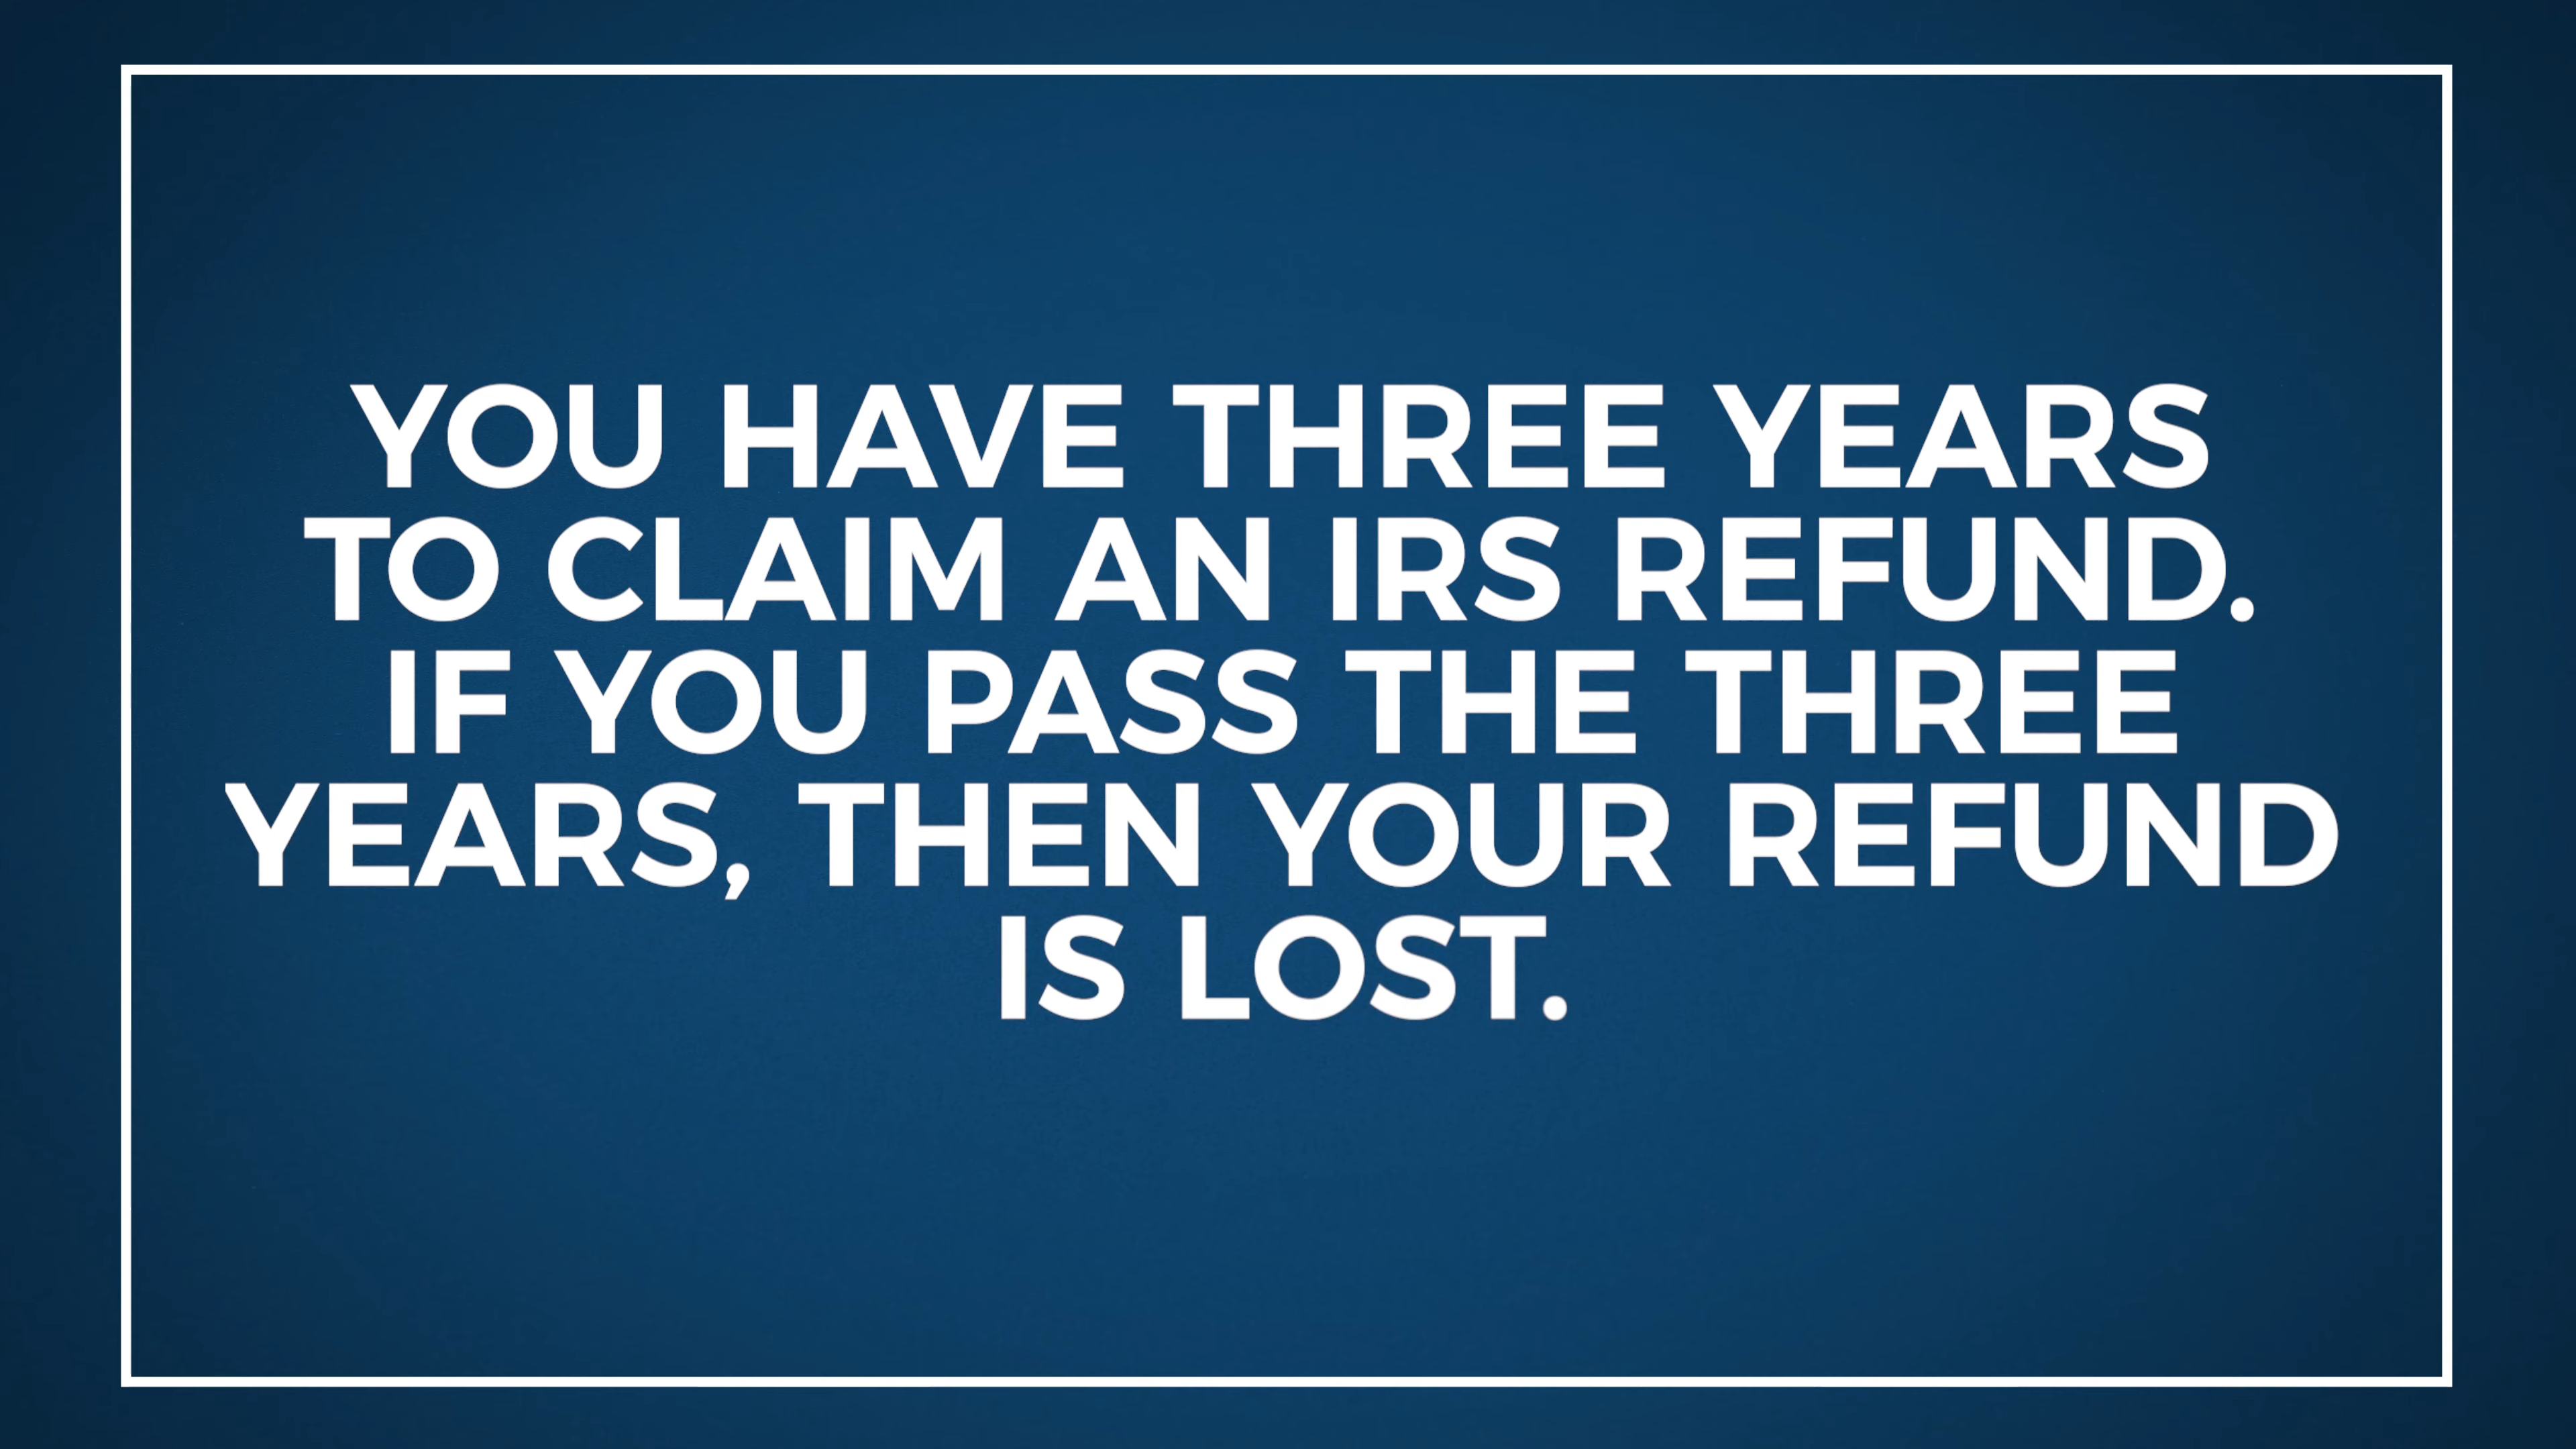 YOU HAVE THREE YEARS
TO CLAIM AN IRS REFUND.
IF YOU PASS THE THREE
YEARS, THEN YOUR REFUND
IS LOST.